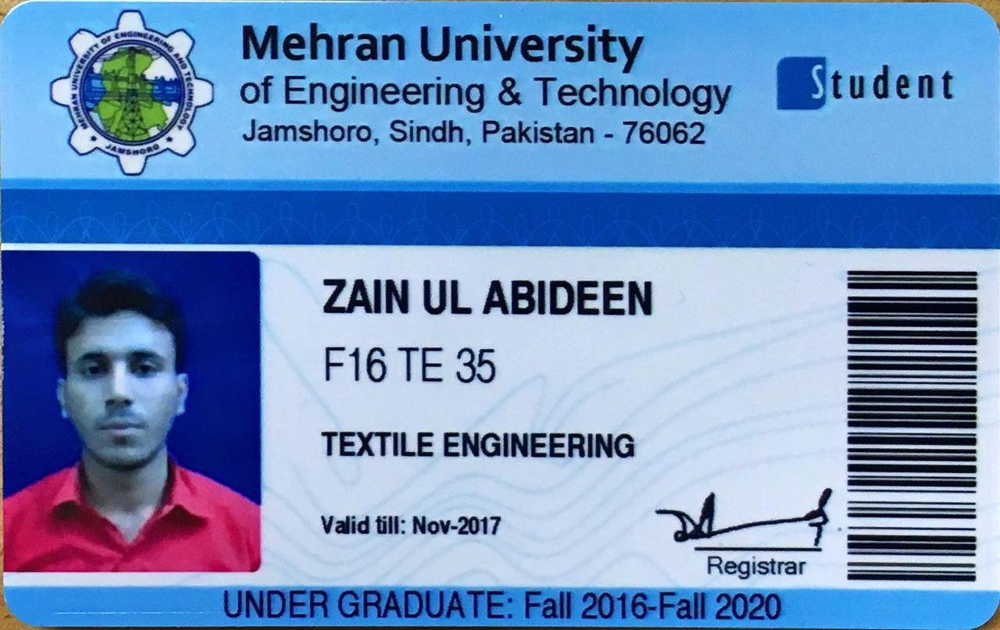 MEHRAN UNIVERSITY OF ENGINEERING AND TECHNOLOGY
JAMSHORO
Mehran University
of Engineering & Technology
Jamshoro, Sindh, Pakistan - 76062
Student
ZAIN UL ABIDEEN
F16 TE 35
TEXTILE ENGINEERING
Valid till: Nov-2017
Registrar
UNDER GRADUATE: Fall 2016-Fall 2020